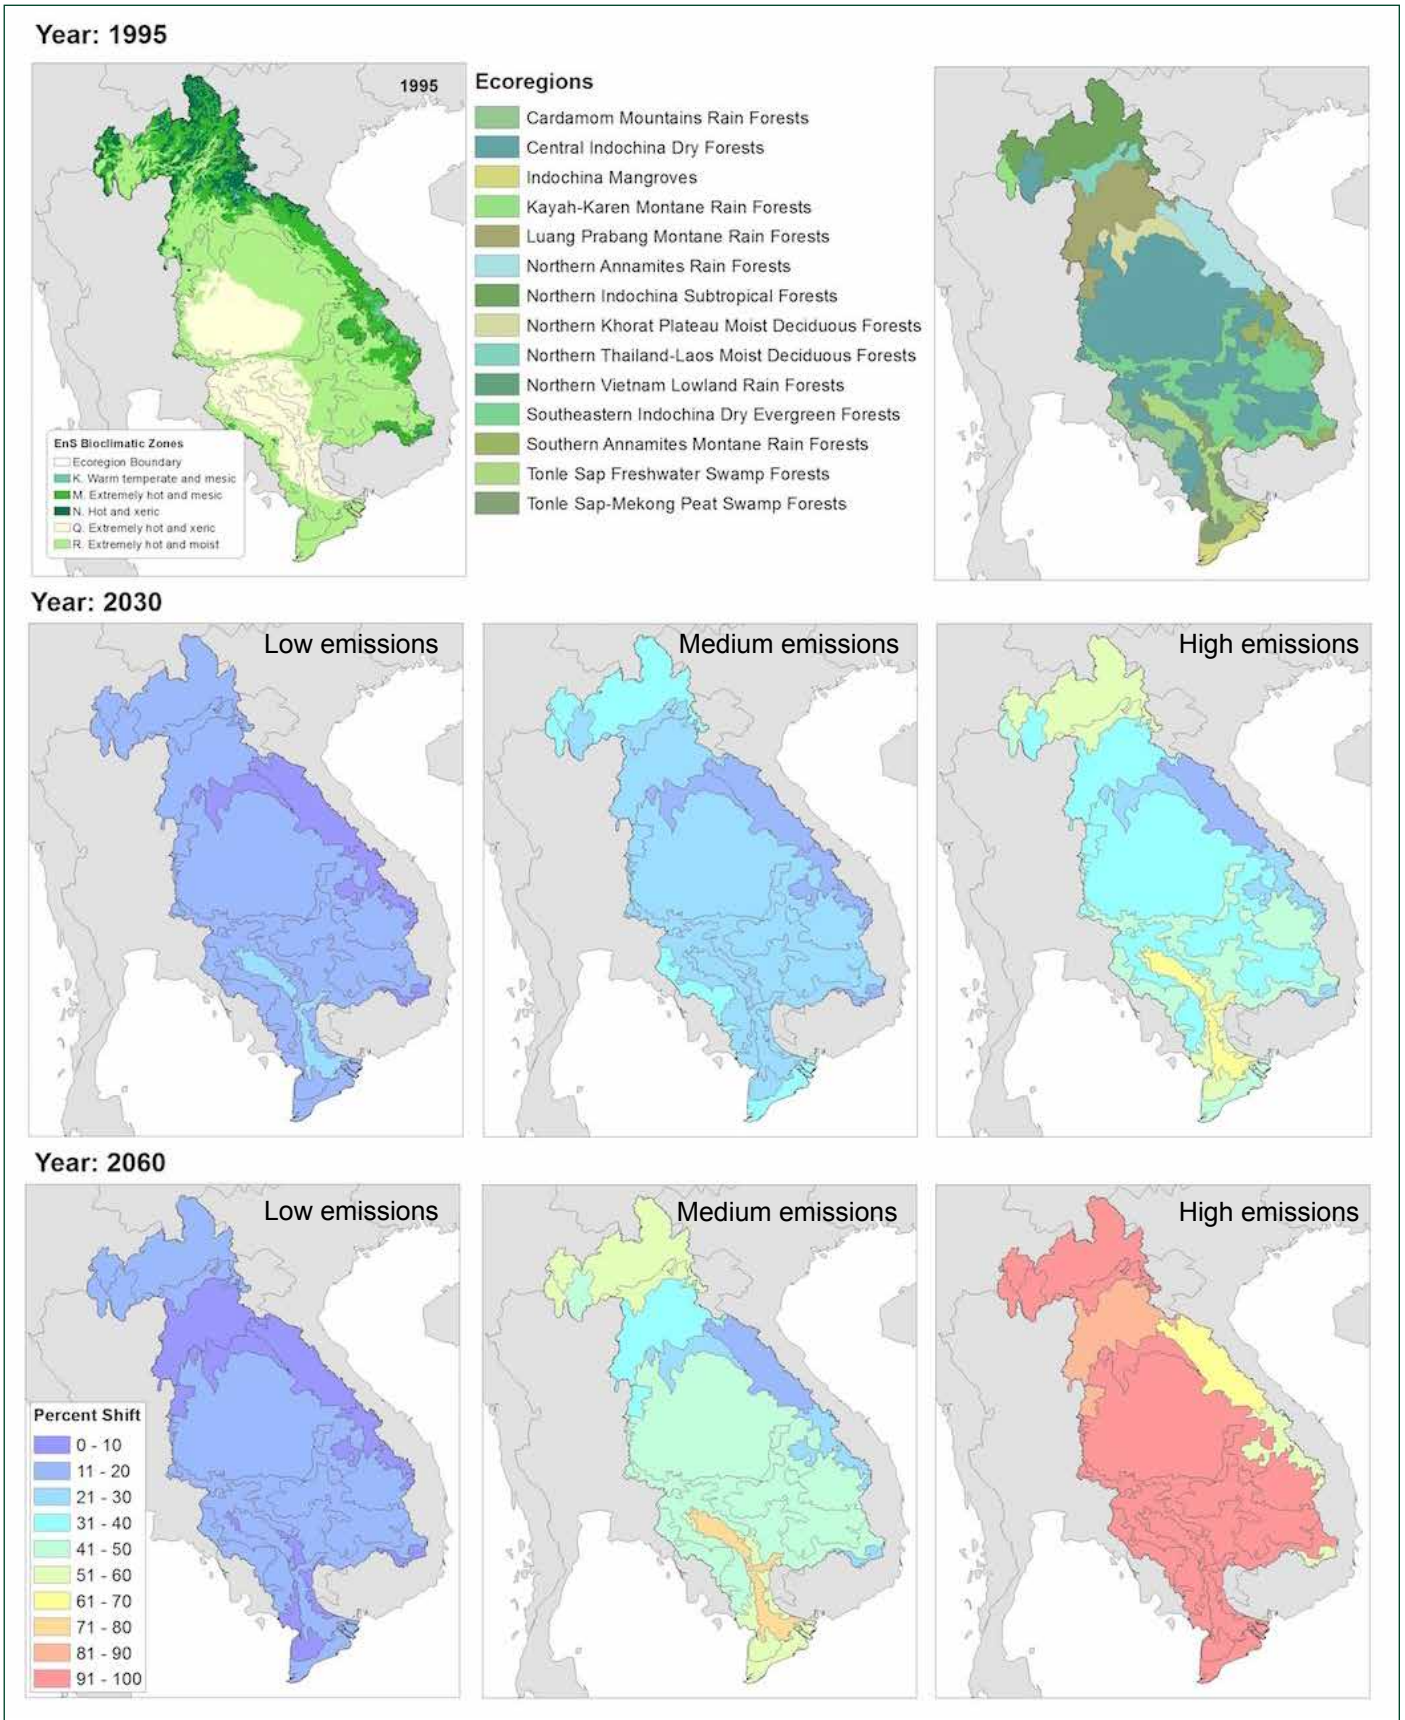 Year: 1995
1995
EnS Bioclimatic Zones
Ecoregion Boundary
K. Warm temperate and mesic
M. Extremely hot and mesic
N. Hot and xeric
Q. Extremely hot and xeric
R. Extremely hot and moist
Ecoregions
Cardamom Mountains Rain Forests
Central Indochina Dry Forests
Indochina Mangroves
Kayah-Karen Montane Rain Forests
Luang Prabang Montane Rain Forests
Northern Annamites Rain Forests
Northern Indochina Subtropical Forests
Northern Khorat Plateau Moist Deciduous Forests
Northern Thailand-Laos Moist Deciduous Forests
Northern Vietnam Lowland Rain Forests
Southeastern Indochina Dry Evergreen Forests
Southern Annamites Montane Rain Forests
Tonle Sap Freshwater Swamp Forests
Tonle Sap-Mekong Peat Swamp Forests
Year: 2030
Low emissions
Medium emissions
High emissions
Year: 2060
Low emissions
Medium emissions
High emissions
Percent Shift
0 - 10
11 - 20
21 - 30
31 - 40
41 - 50
51 - 60
61 - 70
71 - 80
81 - 90
91 - 100